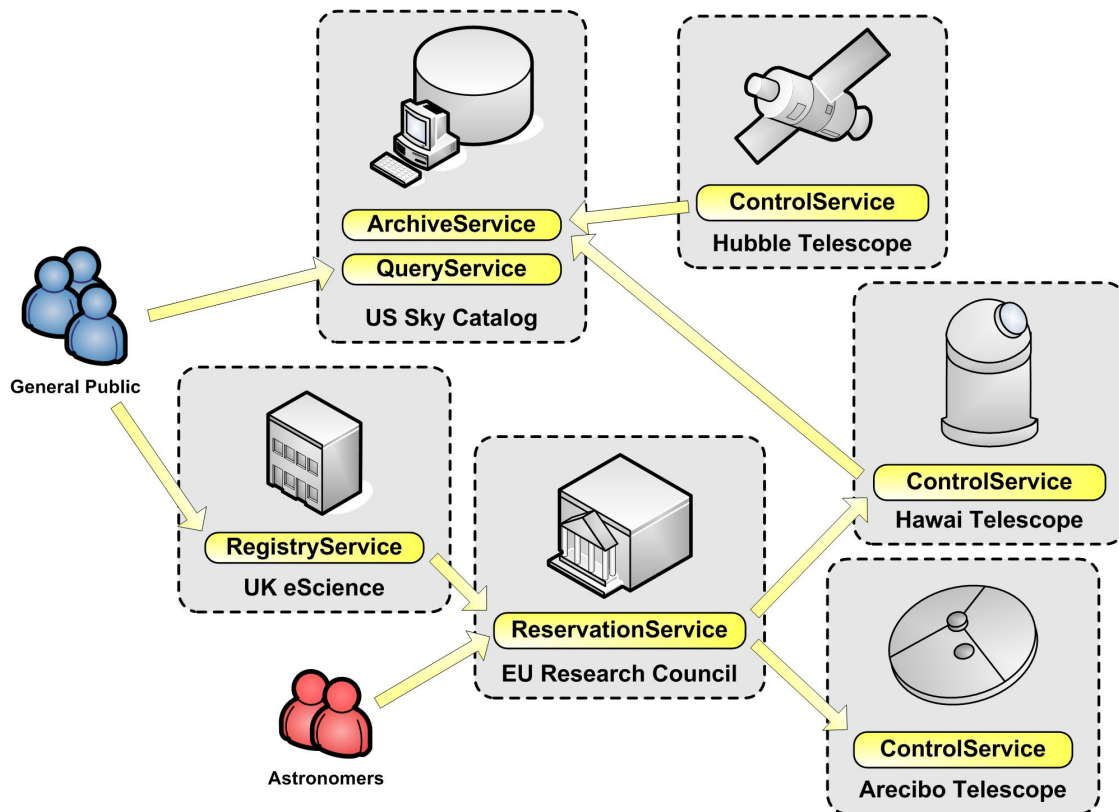 ArchiveService
QueryService
US Sky Catalog
ControlService
Hubble Telescope
General Public
RegistryService
UK eScience
ReservationService
EU Research Council
ControlService
Hawai Telescope
Astronomers
ControlService
Arecibo Telescope